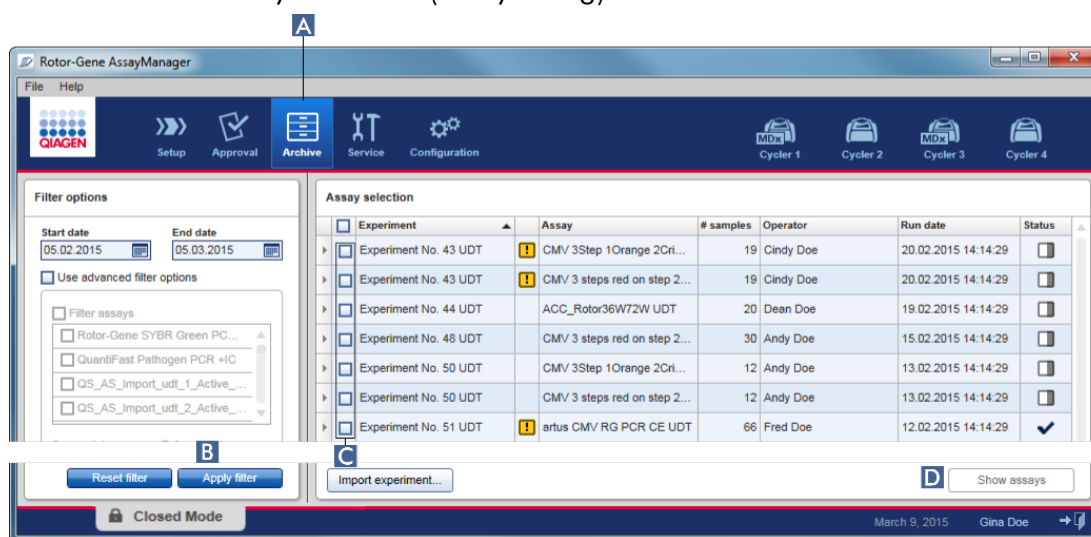 A
Rotor-Gene AssayManager
File Help
QIAGEN
Setup Approval Archive Service Configuration
MDx Cycler 1 Cycler 2 MDx Cycler 3 Cycler 4
Filter options
Start date End date
05.02.2015 05.03.2015
Use advanced filter options
Filter assays
Rotor-Gene SYBR Green PC...
QuantiFast Pathogen PCR +IC
QS_AS_Import_udt_1_Active_...
QS_AS_Import_udt_2_Active_...
B
Reset filter Apply filter
Assay selection
Experiment Assay # samples Operator Run date Status
Experiment No. 43 UDT ! CMV 3Step 1Orange 2Cri... 19 Cindy Doe 20.02.2015 14:14:29
Experiment No. 43 UDT ! CMV 3 steps red on step 2... 19 Cindy Doe 20.02.2015 14:14:29
Experiment No. 44 UDT ACC_Rotor36W72W UDT 20 Dean Doe 19.02.2015 14:14:29
Experiment No. 48 UDT CMV 3 steps red on step 2... 30 Andy Doe 15.02.2015 14:14:29
Experiment No. 50 UDT CMV 3Step 1Orange 2Cri... 12 Andy Doe 13.02.2015 14:14:29
Experiment No. 50 UDT CMV 3 steps red on step 2... 12 Andy Doe 13.02.2015 14:14:29
Experiment No. 51 UDT ! artus CMV RG PCR CE UDT 66 Fred Doe 12.02.2015 14:14:29
C
Import experiment... D Show assays
Closed Mode March 9, 2015 Gina Doe